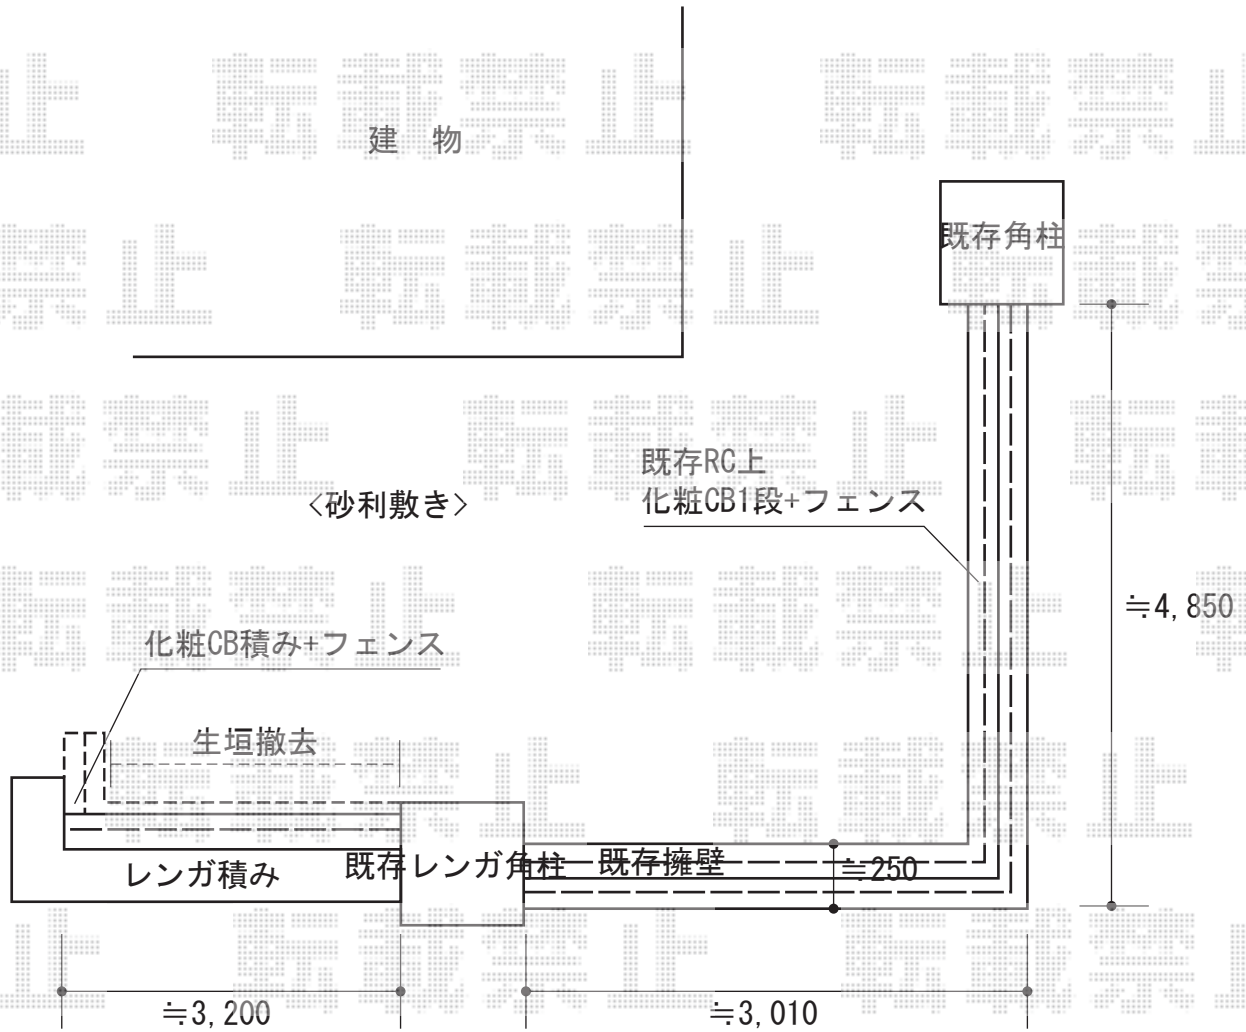 建　物
既存角柱
既存RC上
化粧CB1段+フェンス
<砂利敷き>
≒4,850
化粧CB積み+フェンス
生垣撤去
レンガ積み
既存レンガ角柱
既存擁壁
≒250
≒3,200
≒3,010
転載禁止